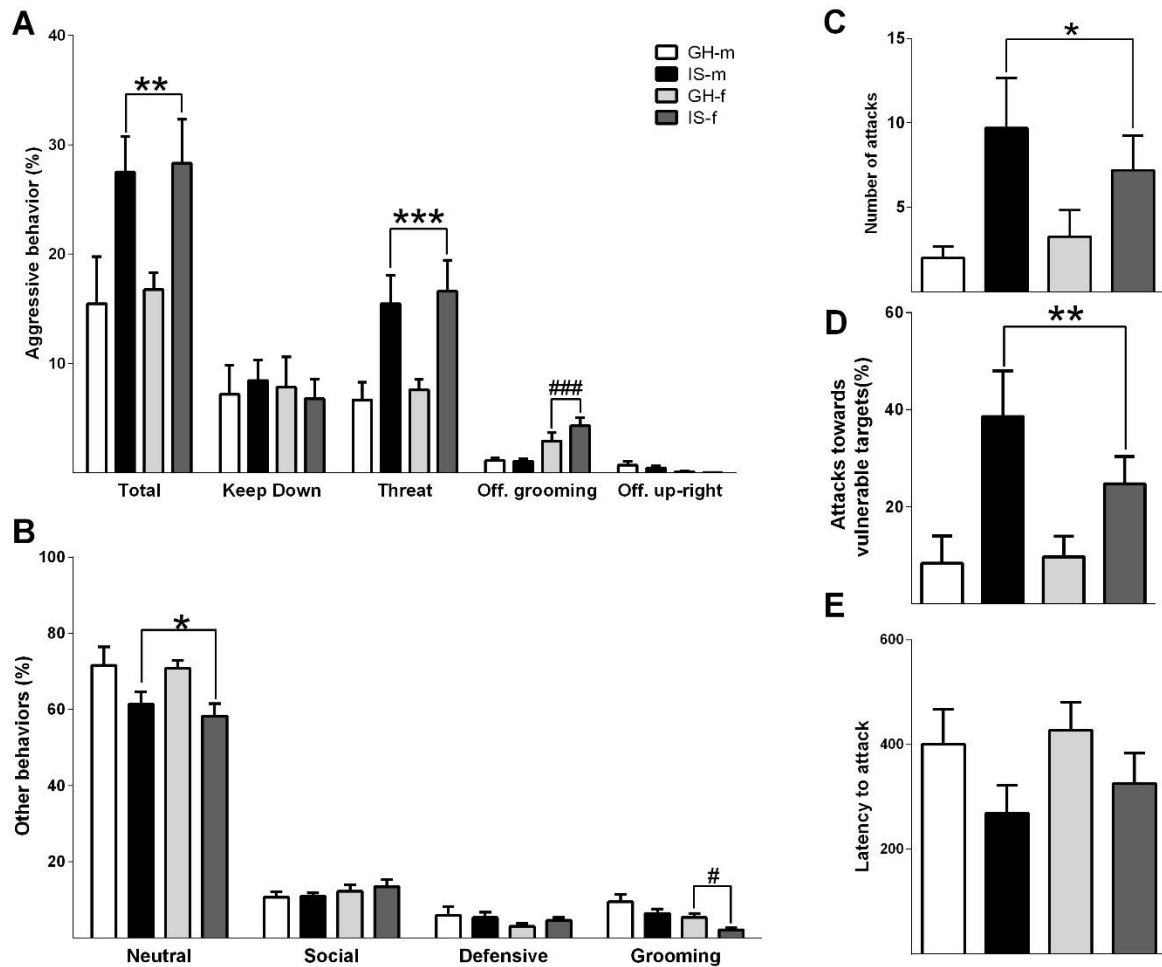 A
Aggressive behavior (%)
40
30
20
10
**
***
###
GH-m
IS-m
GH-f
IS-f
Total Keep Down Threat Off. grooming Off. up-right
B
Other behaviors (%)
100
80
60
40
20
*
#
Neutral Social Defensive Grooming
C
Number of attacks
15
10
5
*
D
Attacks towards
vulnerable targets(%)
60
40
20
**
E
Latency to attack
600
400
200